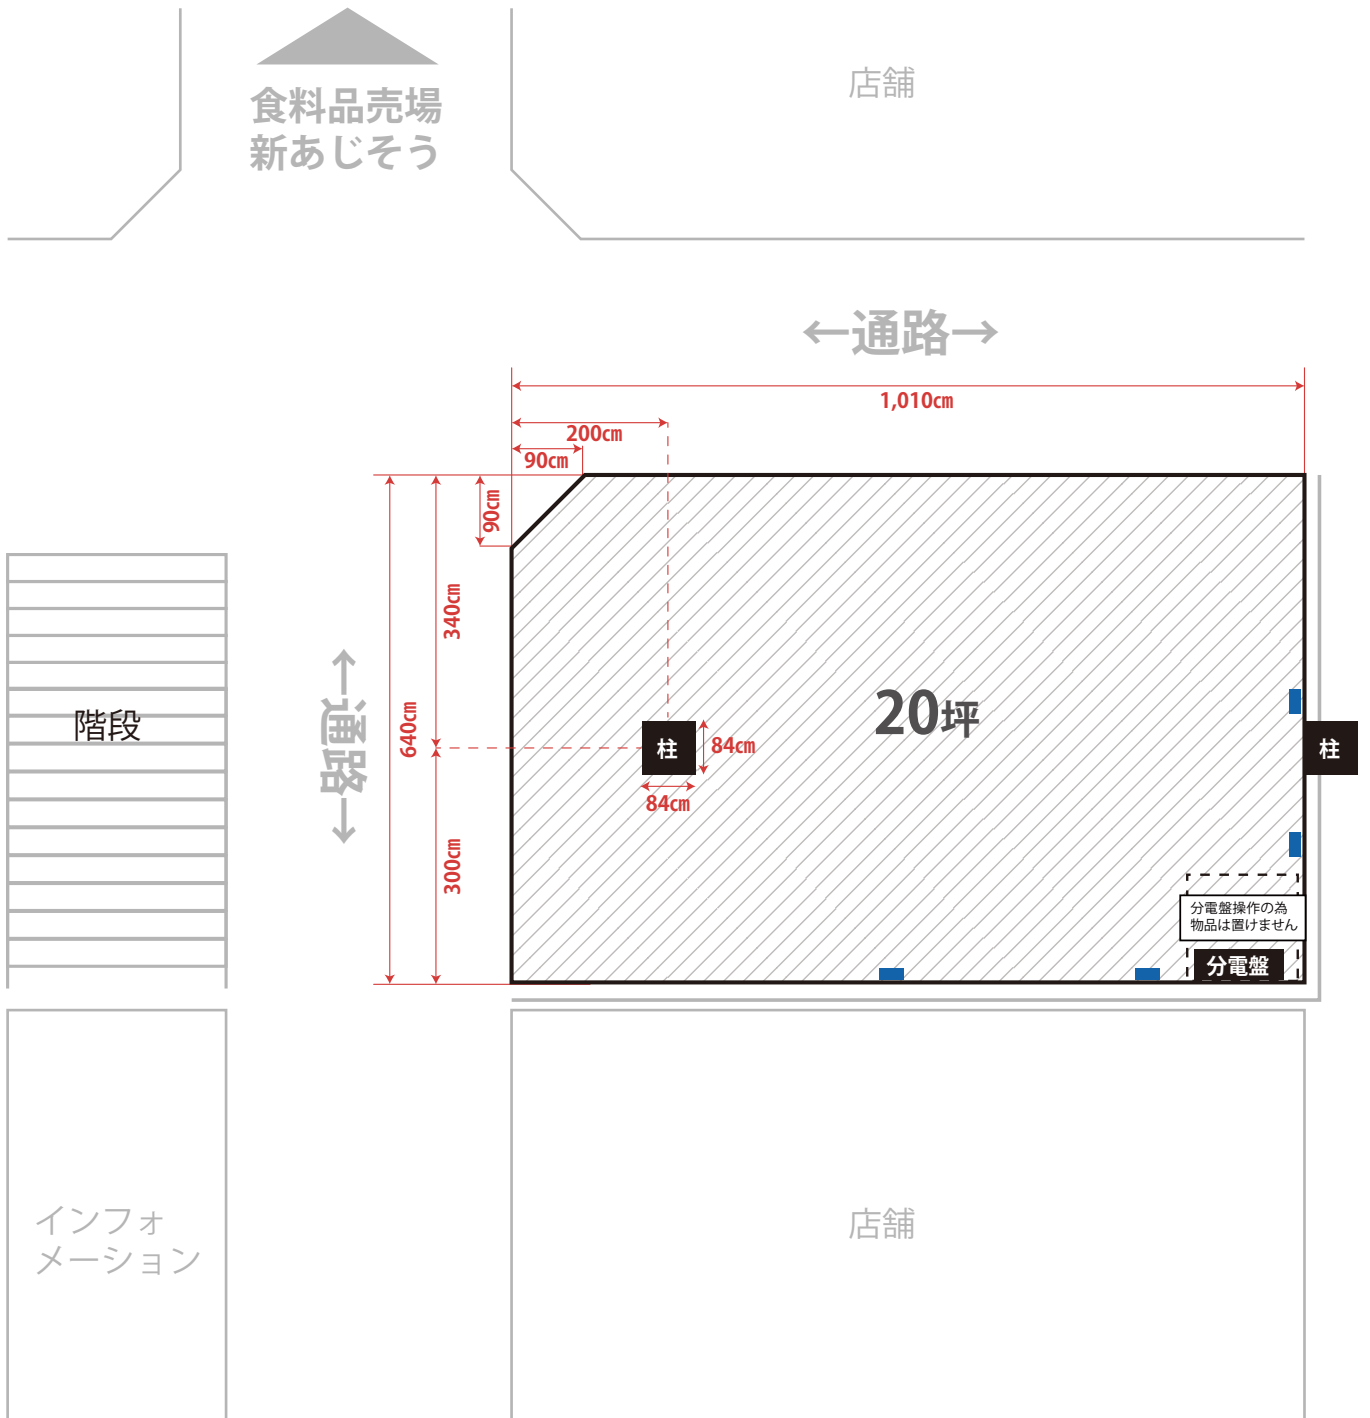 食料品売場
新あじそう
店舗
←通路→
1,010㎝
200㎝
90㎝
90㎝
340㎝
640㎝
300㎝
←通路→
階段
20坪
柱
84㎝
84㎝
柱
分電盤操作の為
物品は置けません
分電盤
インフォ
メーション
店舗